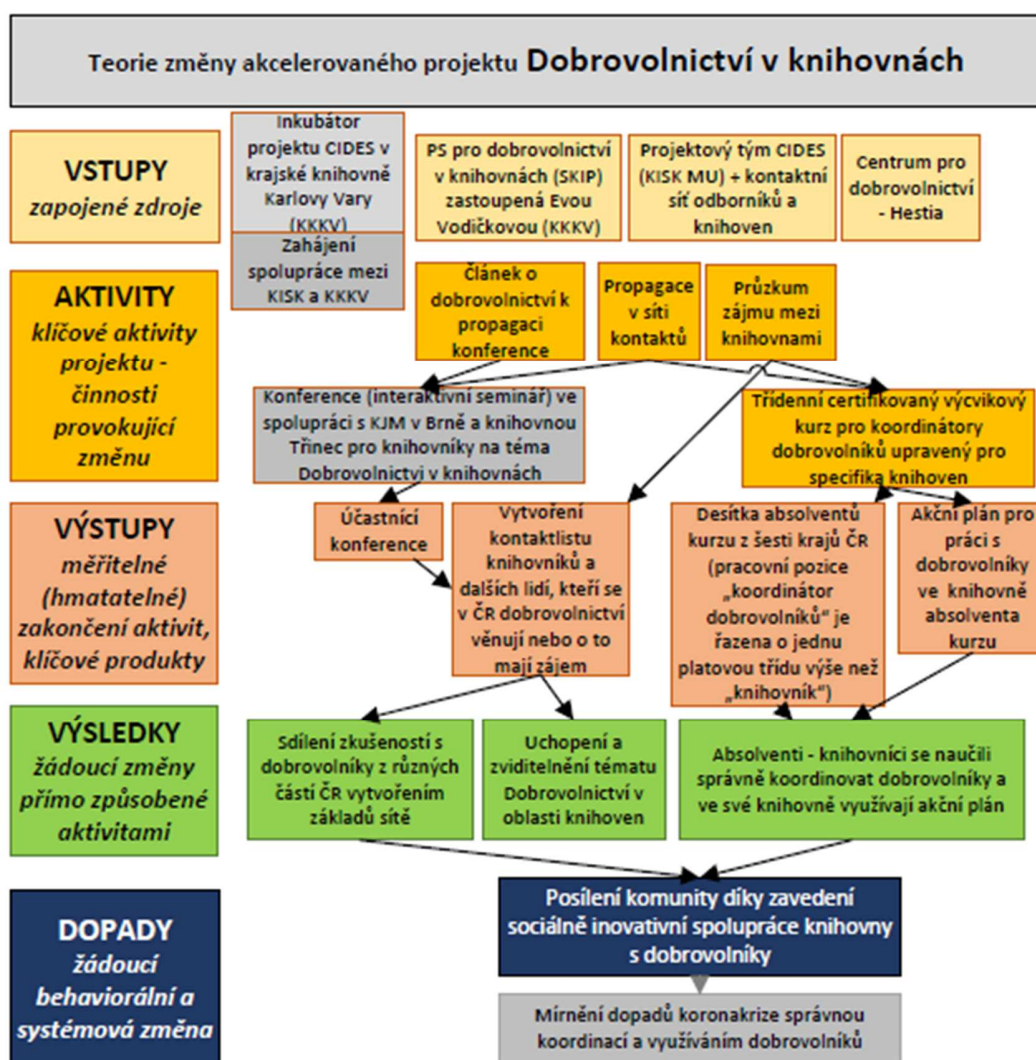 Teorie změny akcelerovaného projektu Dobrovolnictví v knihovnách
VSTUPY
zapojené zdroje
Inkubátor
projektu CIDES v
krajské knihovně
Karlovy Vary
(KKKV)
Zahájení
spolupráce mezi
KISK a KKKV
PS pro dobrovolnictví
v knihovnách (SKIP)
zastoupená Evou
Vodičkovou (KKKV)
Projektový tým CIDES
(KISK MU) + kontaktní
síť odborníků a
knihoven
Centrum pro
dobrovolnictví
- Hestia
AKTIVITY
klíčové aktivity
projektu -
činnosti
provokující
změnu
Článek o
dobrovolnictví k
propagaci
konference
Propagace
v síti
kontaktů
Průzkum
zájmu mezi
knihovnami
Konference (interaktivní seminář) ve
spolupráci s KJM v Brně a knihovnou
Třinec pro knihovníky na téma
Dobrovolnictvi v knihovnách
Třídenní certifikovaný výcvikový
kurz pro koordinátory
dobrovolníků upravený pro
specifika knihoven
VÝSTUPY
měřitelné
(hmatatelné)
zakončení aktivit,
klíčové produkty
Účastníci
konference
Vytvoření
kontaktlistu
knihovníků a
dalších lidí, kteří se
v ČR dobrovolnictví
věnují nebo o to
mají zájem
Desítka absolventů
kurzu z šesti krajů ČR
(pracovní pozice
„koordinátor
dobrovolníků“ je
řazena o jednu
platovou třídu výše než
„knihovník“)
Akční plán pro
práci s
dobrovolníky
ve knihovně
absolventa
kurzu
VÝSLEDKY
žádoucí změny
přímo způsobené
aktivitami
Sdílení zkušeností s
dobrovolníky z různých
částí ČR vytvořením
základů sítě
Uchopení a
zviditelnění tématu
Dobrovolnictví v
oblasti knihoven
Absolventi - knihovníci se naučili
správně koordinovat dobrovolníky a
ve své knihovně využívají akční plán
DOPADY
žádoucí
behaviorální a
systémová změna
Posílení komunity díky zavedení
sociálně inovativní spolupráce knihovny
s dobrovolníky
Mírnění dopadů koronakrize správnou
koordinací a využíváním dobrovolníků